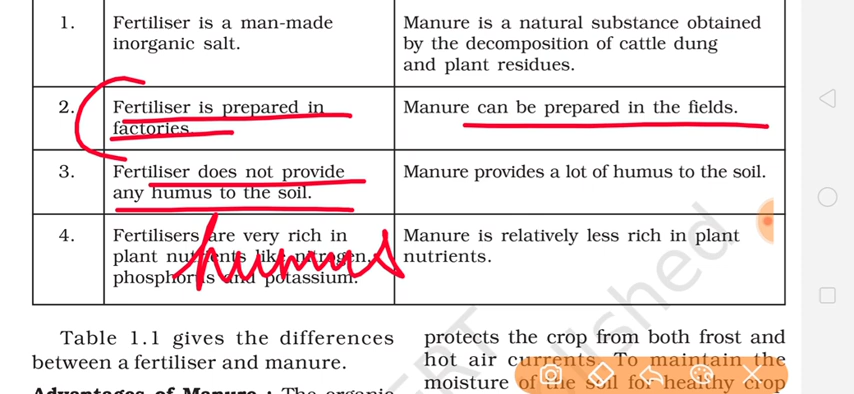 1.
Fertiliser is a man-made
inorganic salt.
Manure is a natural substance obtained
by the decomposition of cattle dung
and plant residues.
2.
Fertiliser is prepared in
factories.
Manure can be prepared in the fields.
3.
Fertiliser does not provide
any humus to the soil.
Manure provides a lot of humus to the soil.
4.
Fertilisers are very rich in
plant nutrients like nitrogen,
phosphorus and potassium.
Manure is relatively less rich in plant
nutrients.
humus
Table 1.1 gives the differences
between a fertiliser and manure.
Advantages of Manure : The organic
protects the crop from both frost and
hot air currents. To maintain the
moisture of the soil for healthy crop